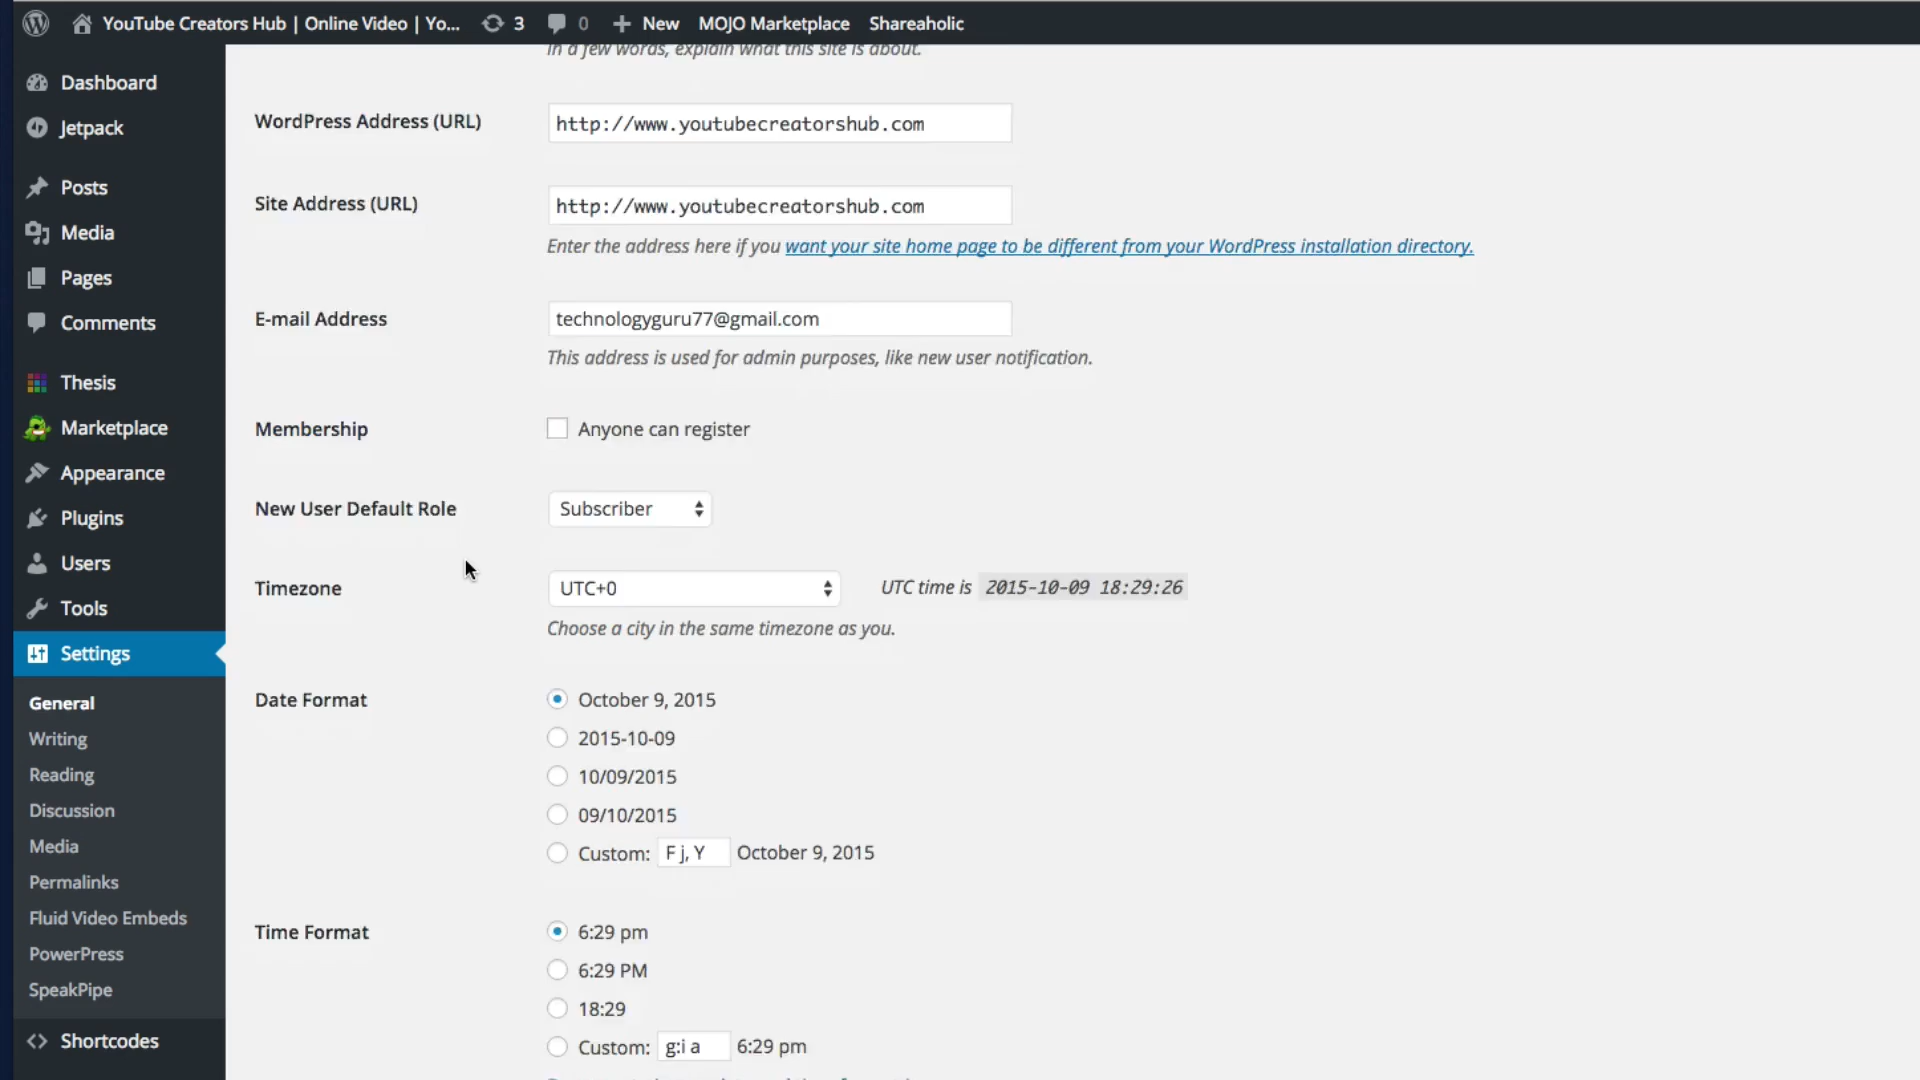 YouTube Creators Hub | Online Video | Yo... 3 0 New MOJO Marketplace Shareaholic
In a few words, explain what this site is about.
Dashboard
Jetpack
Posts
Media
Pages
Comments
Thesis
Marketplace
Appearance
Plugins
Users
Tools
Settings
General
Writing
Reading
Discussion
Media
Permalinks
Fluid Video Embeds
PowerPress
SpeakPipe
Shortcodes
WordPress Address (URL) http://www.youtubecreatorshub.com
Site Address (URL) http://www.youtubecreatorshub.com
Enter the address here if you want your site home page to be different from your WordPress installation directory.
E-mail Address technologyguru77@gmail.com
This address is used for admin purposes, like new user notification.
Membership Anyone can register
New User Default Role Subscriber
Timezone UTC+0 UTC time is 2015-10-09 18:29:26
Choose a city in the same timezone as you.
Date Format October 9, 2015
2015-10-09
10/09/2015
09/10/2015
Custom: F j, Y October 9, 2015
Time Format 6:29 pm
6:29 PM
18:29
Custom: g:i a 6:29 pm